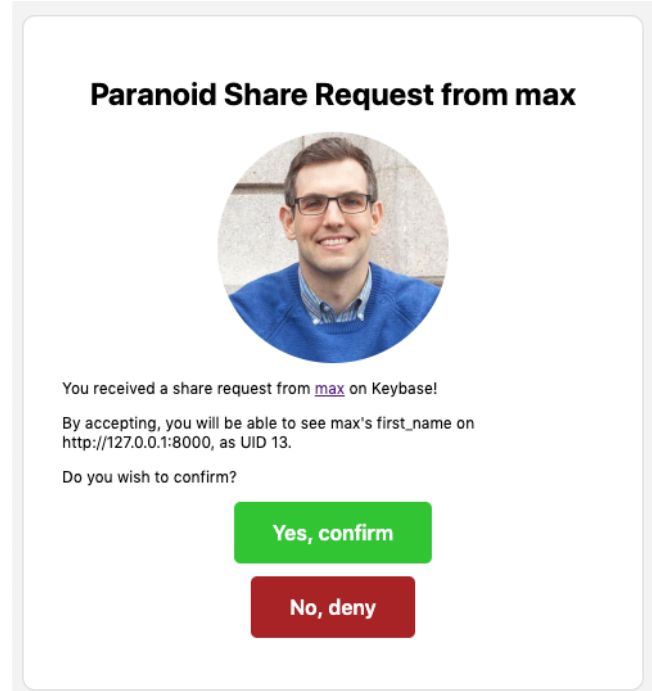 Paranoid Share Request from max
You received a share request from max on Keybase!
By accepting, you will be able to see max's first_name on
http://127.0.0.1:8000, as UID 13.
Do you wish to confirm?
Yes, confirm
No, deny